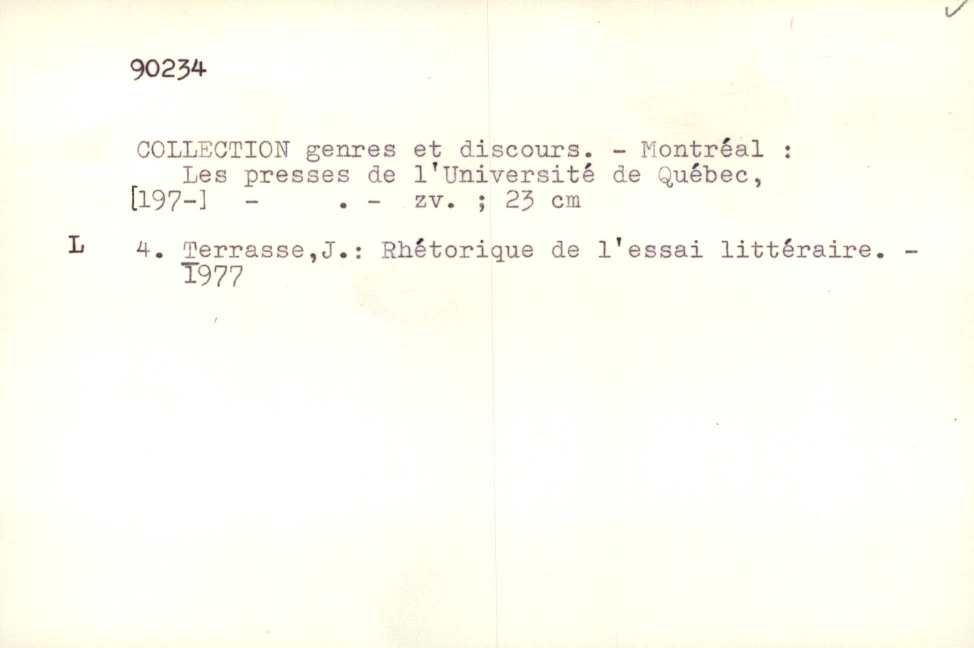 90234
COLLECTION genres et discours. - Montréal :
Les presses de l'Université de Québec,
[197-] - . - zv. ; 23 cm
L 4. Terrasse,J.: Rhétorique de l'essai littéraire. -
1977